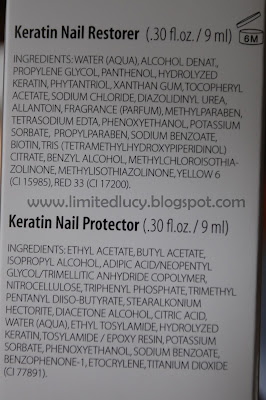 Keratin Nail Restorer (.30 fl.oz. / 9 ml)
6M
INGREDIENTS: WATER (AQUA), ALCOHOL DENAT.,
PROPYLENE GLYCOL, PANTHENOL, HYDROLYZED
KERATIN, PHYTANTRIOL, XANTHAN GUM, TOCOPHERYL
ACETATE, SODIUM CHLORIDE, DIAZOLIDINYL UREA,
ALLANTOIN, FRAGRANCE (PARFUM), METHYLPARABEN,
TETRASODIUM EDTA, PHENOXYETHANOL, POTASSIUM
SORBATE, PROPYLPARABEN, SODIUM BENZOATE,
BIOTIN, TRIS (TETRAMETHYLHYDROXYPIPERIDINOL)
CITRATE, BENZYL ALCOHOL, METHYLCHLOROISOTHIA-
ZOLINONE, METHYLISOTHIAZOLINONE, YELLOW 6
(CI 15985), RED 33 (CI 17200).
www.limitedlucy.blogspot.com
Keratin Nail Protector (.30 fl.oz. / 9 ml)
INGREDIENTS: ETHYL ACETATE, BUTYL ACETATE,
ISOPROPYL ALCOHOL, ADIPIC ACID/NEOPENTYL
GLYCOL/TRIMELLITIC ANHYDRIDE COPOLYMER,
NITROCELLULOSE, TRIPHENYL PHOSPHATE, TRIMETHYL
PENTANYL DIISO-BUTYRATE, STEARALKONIUM
HECTORITE, DIACETONE ALCOHOL, CITRIC ACID,
WATER (AQUA), ETHYL TOSYLAMIDE, HYDROLYZED
KERATIN, TOSYLAMIDE / EPOXY RESIN, POTASSIUM
SORBATE, PHENOXYETHANOL, SODIUM BENZOATE,
BENZOPHENONE-1, ETOCRYLENE, TITANIUM DIOXIDE
(CI 77891).